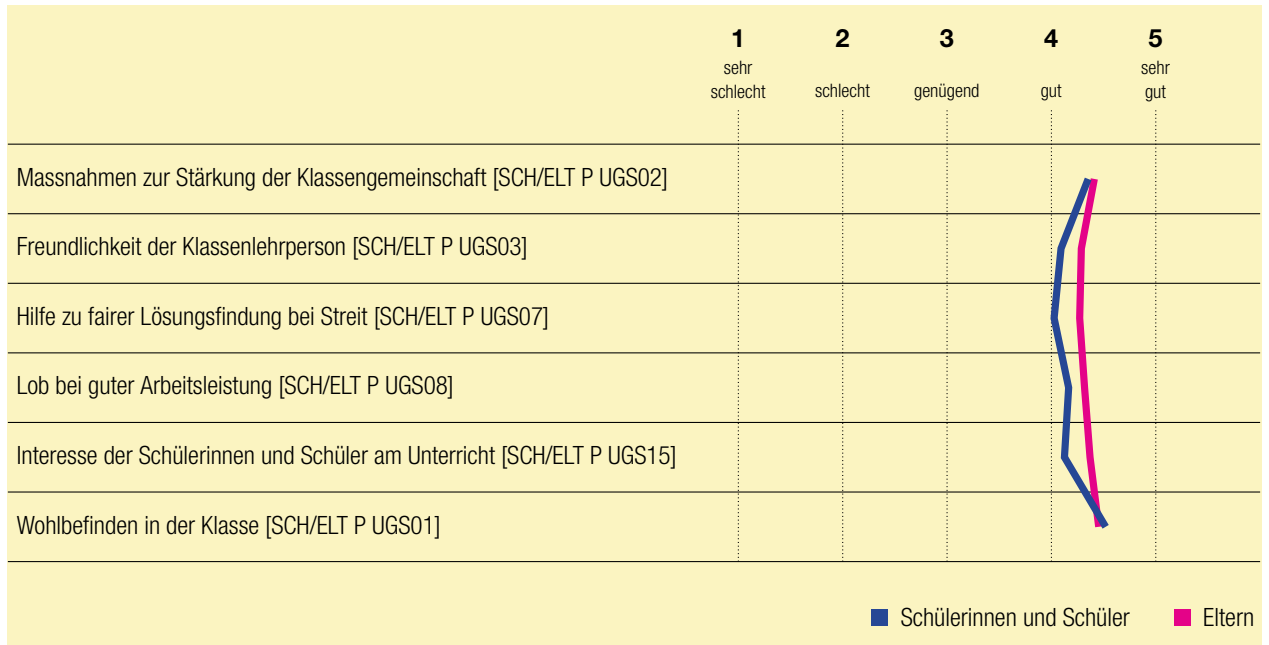 1 2 3 4 5
sehr schlecht schlecht genügend gut sehr gut
Massnahmen zur Stärkung der Klassengemeinschaft [SCH/ELT P UGS02]
Freundlichkeit der Klassenlehrperson [SCH/ELT P UGS03]
Hilfe zu fairer Lösungsfindung bei Streit [SCH/ELT P UGS07]
Lob bei guter Arbeitsleistung [SCH/ELT P UGS08]
Interesse der Schülerinnen und Schüler am Unterricht [SCH/ELT P UGS15]
Wohlbefinden in der Klasse [SCH/ELT P UGS01]
Schülerinnen und Schüler Eltern